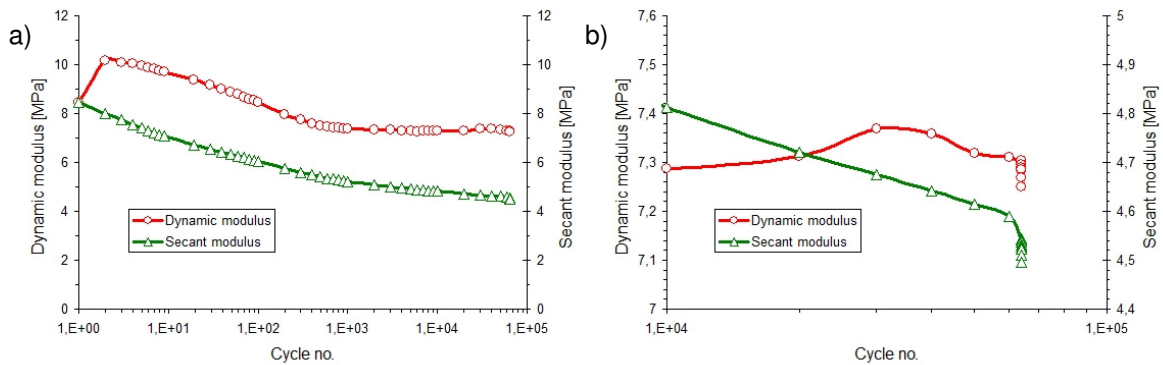 a)
12
10
8
6
4
2
0
Dynamic modulus [MPa]
Dynamic modulus
Secant modulus
12
10
8
6
4
2
0
Secant modulus [MPa]
1,E+00
1,E+01
1,E+02
1,E+03
1,E+04
1,E+05
Cycle no.
b)
7,6
7,5
7,4
7,3
7,2
7,1
7
Dynamic modulus [MPa]
Dynamic modulus
Secant modulus
5
4,9
4,8
4,7
4,6
4,5
4,4
Secant modulus [MPa]
1,E+04
1,E+05
Cycle no.